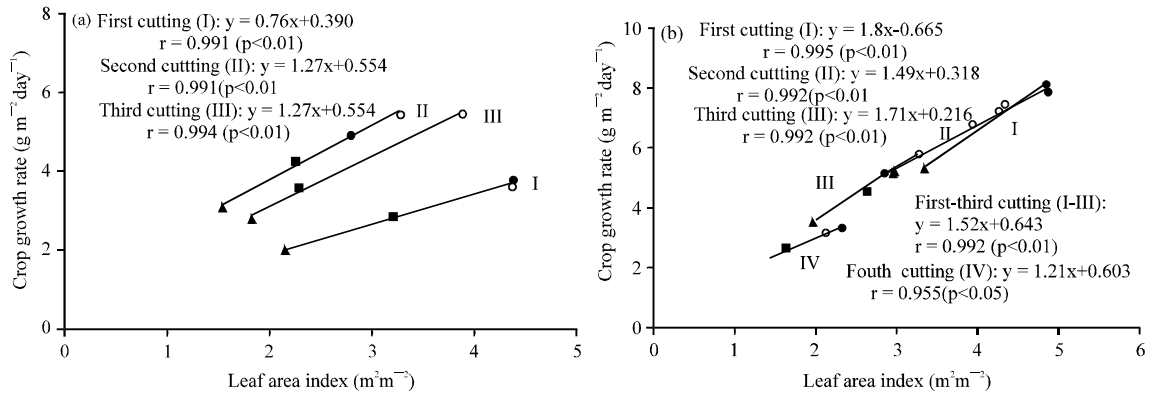 (a) First cutting (I): y = 0.76x+0.390
r = 0.991 (p<0.01)
Second cuttting (II): y = 1.27x+0.554
r = 0.991(p<0.01
Third cutting (III): y = 1.27x+0.554
r = 0.994 (p<0.01)
II
III
I
8
6
4
2
0
Crop growth rate (g m⁻² day⁻¹)
0 1 2 3 4 5
Leaf area index (m²m⁻²)
(b) First cutting (I): y = 1.8x-0.665
r = 0.995 (p<0.01)
Second cutting (II): y = 1.49x+0.318
r = 0.992(p<0.01
Third cutting (III): y = 1.71x+0.216
r = 0.992 (p<0.01)
II
I
III
First-third cutting (I-III):
y = 1.52x+0.643
r = 0.992 (p<0.01)
IV
Fouth cutting (IV): y = 1.21x+0.603
r = 0.955(p<0.05)
10
8
6
4
2
0
Crop growth rate (g m⁻² day⁻¹)
0 1 2 3 4 5 6
Leaf area index (m²m⁻²)